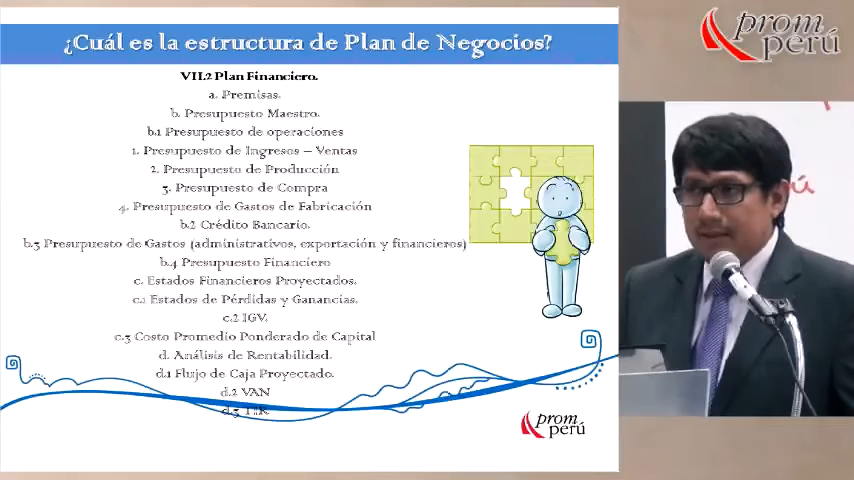 ¿Cuál es la estructura de Plan de Negocios?
VII.2 Plan Financiero.
a. Premisas.
b. Presupuesto Maestro.
b.1 Presupuesto de operaciones
1. Presupuesto de Ingresos – Ventas
2. Presupuesto de Producción
3. Presupuesto de Compra
4. Presupuesto de Gastos de Fabricación
b.2 Crédito Bancario.
b.3 Presupuesto de Gastos (administrativos, exportación y financieros)
b.4 Presupuesto Financiero
c. Estados Financieros Proyectados.
c.1 Estados de Pérdidas y Ganancias.
c.2 IGV.
c.3 Costo Promedio Ponderado de Capital
d. Análisis de Rentabilidad.
d.1 Flujo de Caja Proyectado.
d.2 VAN
d.3 TIR
prom
perú
prom
perú